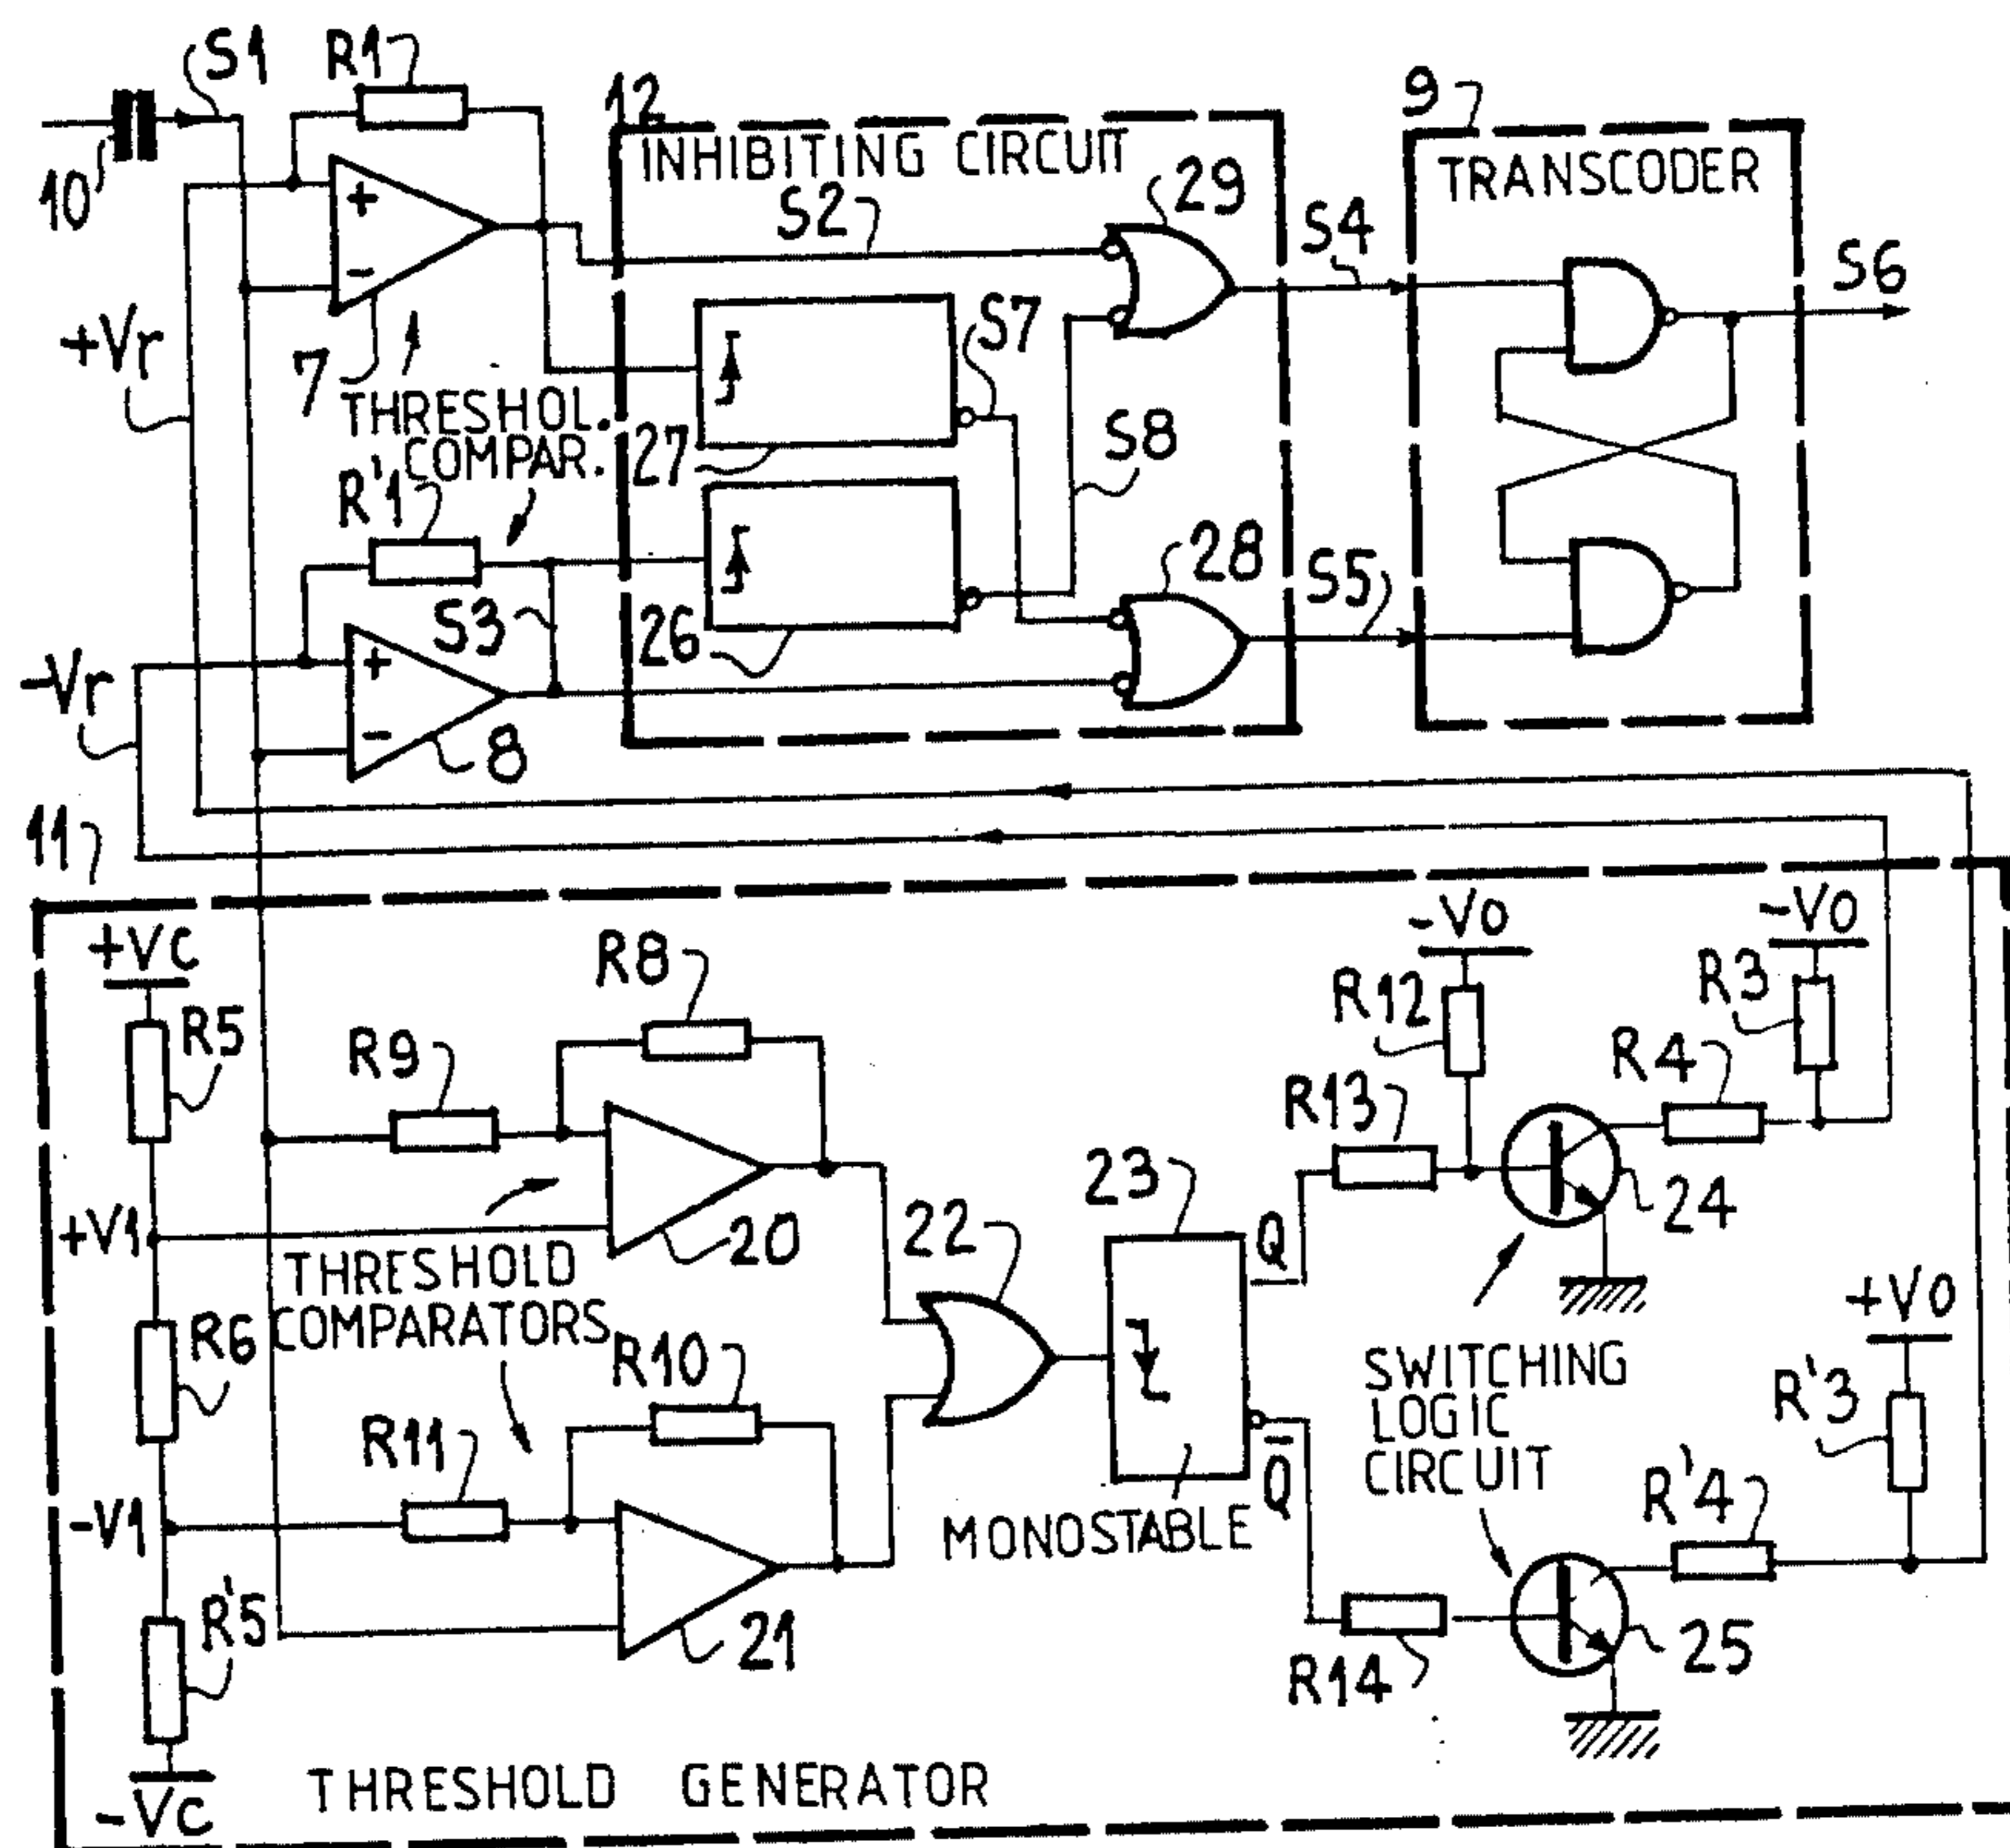 S1
R1
12
9
10
INHIBITING CIRCUIT
TRANSCODER
+
-
S2
29
S4
S6
+Vr
7
THRESHOL.
COMPAR.
S7
27
S8
R'1
S3
26
28
S5
-Vr
+
-
8
11
+VC
R5
R8
R9
-VO
-VO
R12
R3
R4
R13
+V1
20
THRESHOLD
COMPARATORS
22
23
Q
24
R6
R10
R11
SWITCHING
LOGIC
CIRCUIT
+VO
R'3
-V1
MONOSTABLE
Q̅
R'4
R'5
21
R14
25
-VC
THRESHOLD GENERATOR